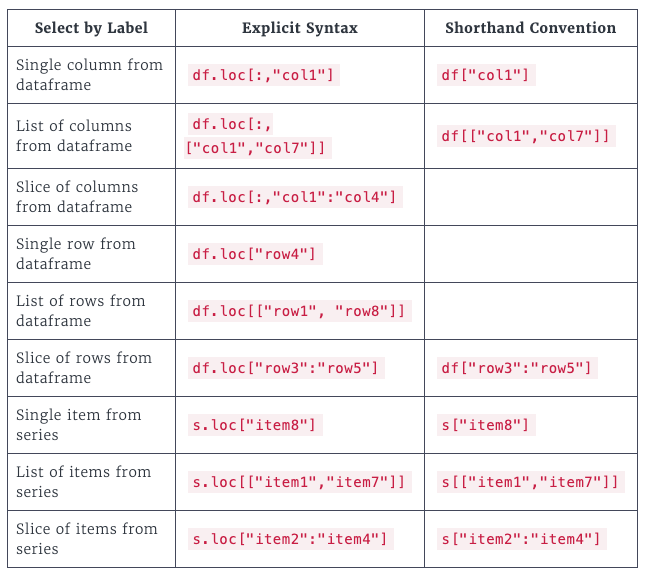 Select by Label Explicit Syntax Shorthand Convention
Single column from
dataframe
df.loc[:,"col1"]
df["col1"]
List of columns
from dataframe
df.loc[:,
["col1","col7"]]
df[["col1","col7"]]
Slice of columns
from dataframe
df.loc[:,"col1":"col4"]
Single row from
dataframe
df.loc["row4"]
List of rows from
dataframe
df.loc[["row1", "row8"]]
Slice of rows from
dataframe
df.loc["row3":"row5"]
df["row3":"row5"]
Single item from
series
s.loc["item8"]
s["item8"]
List of items from
series
s.loc[["item1","item7"]]
s[["item1","item7"]]
Slice of items from
series
s.loc["item2":"item4"]
s["item2":"item4"]